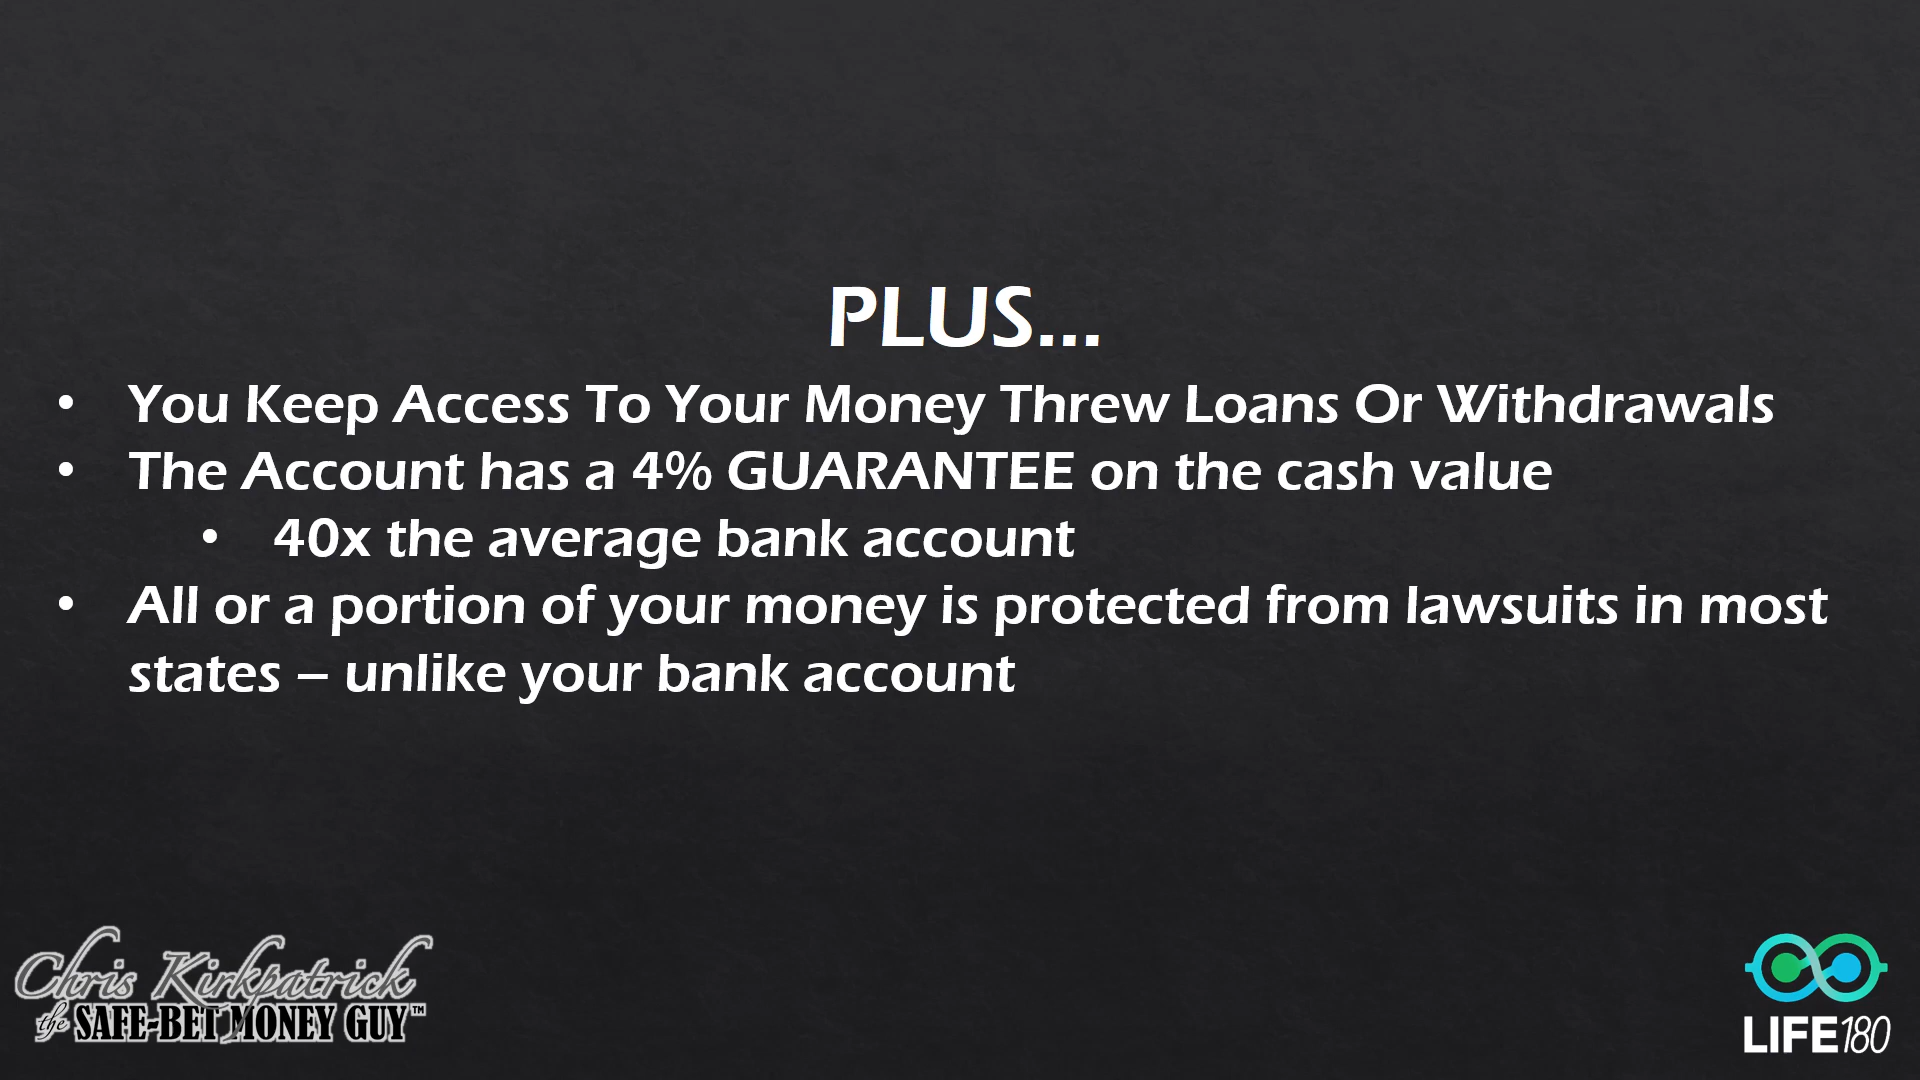 PLUS...
• You Keep Access To Your Money Threw Loans Or Withdrawals
• The Account has a 4% GUARANTEE on the cash value
• 40x the average bank account
• All or a portion of your money is protected from lawsuits in most
states – unlike your bank account
Chris Kirkpatrick
the SAFE-BET MONEY GUY™
LIFE180